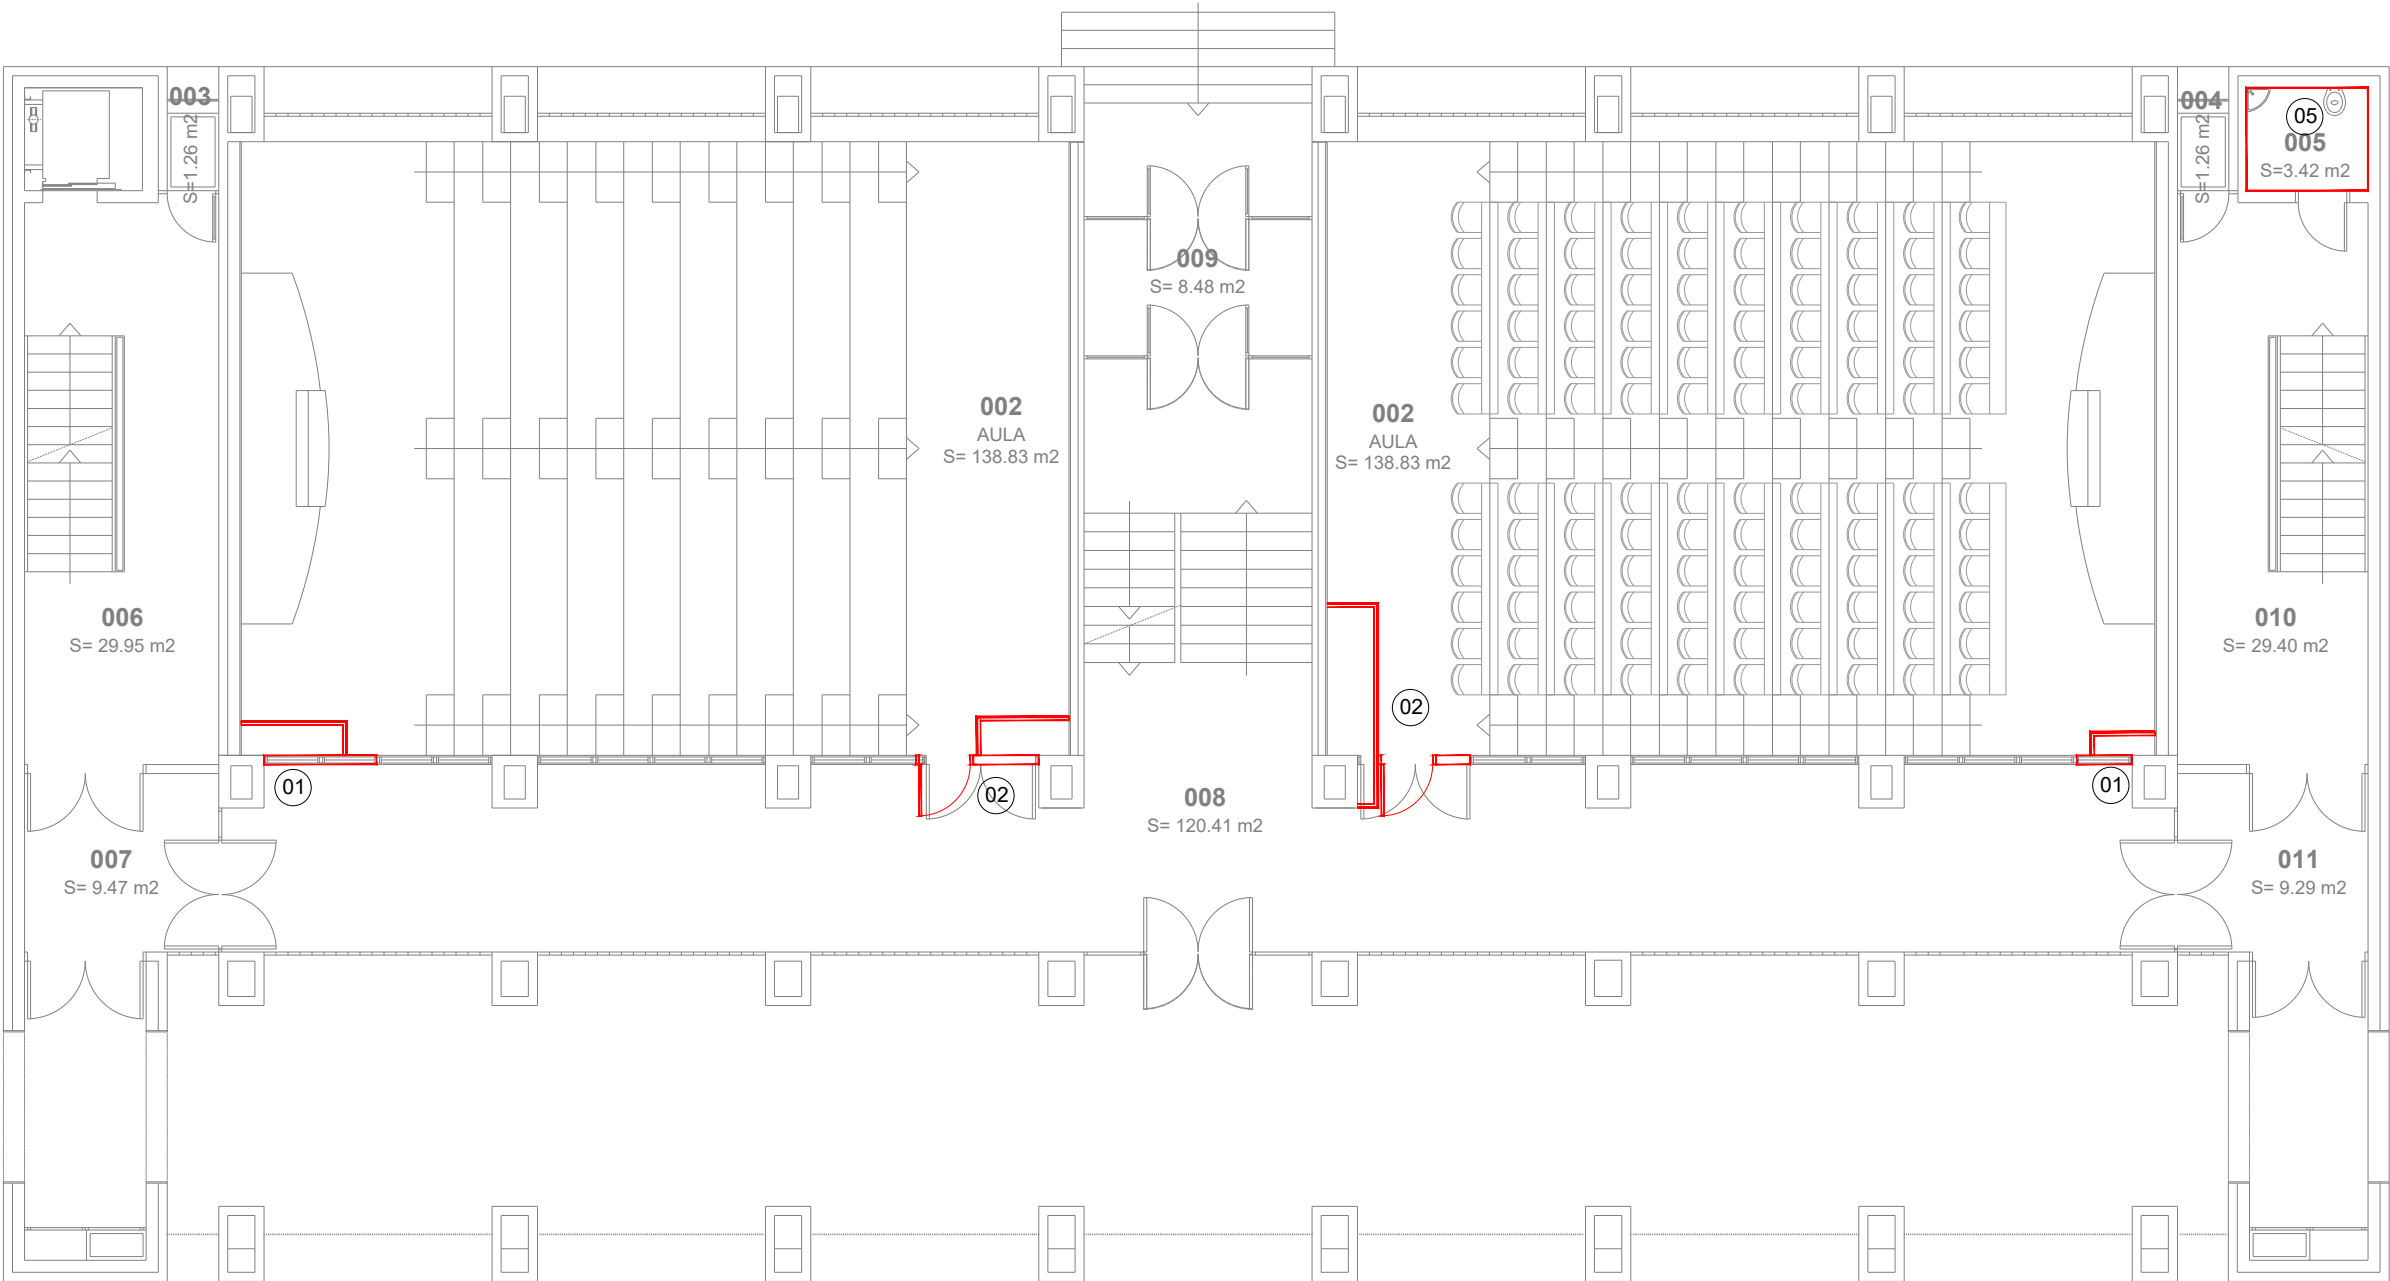 003
S=1.26 m2
004
S=1.26 m2
05
005
S=3.42 m2
009
S= 8.48 m2
002
AULA
S= 138.83 m2
002
AULA
S= 138.83 m2
006
S= 29.95 m2
010
S= 29.40 m2
02
01
02
008
S= 120.41 m2
01
007
S= 9.47 m2
011
S= 9.29 m2